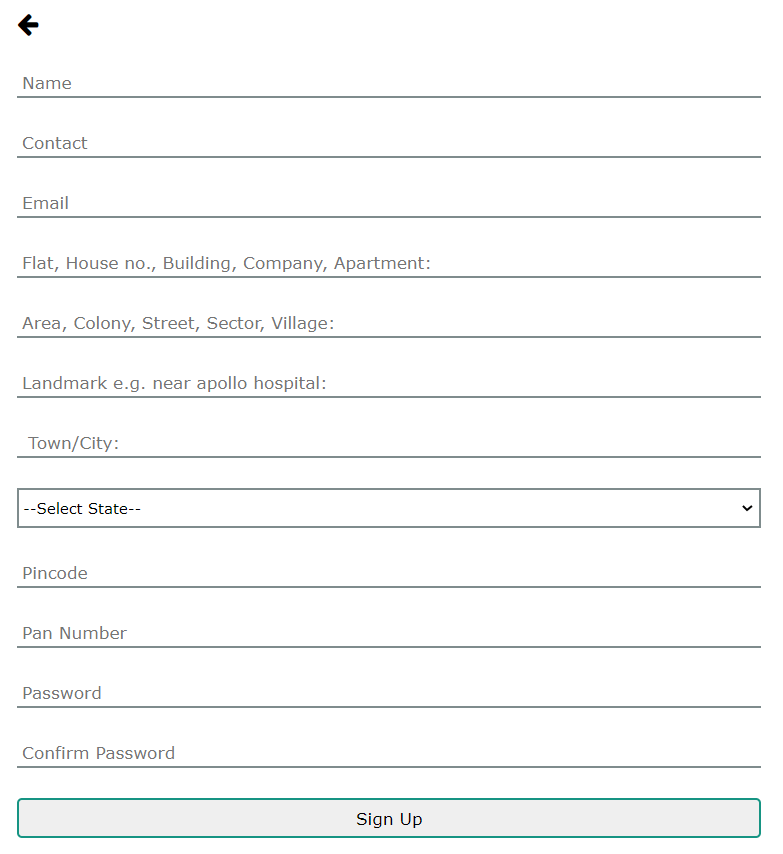 Name
Contact
Email
Flat, House no., Building, Company, Apartment:
Area, Colony, Street, Sector, Village:
Landmark e.g. near apollo hospital:
Town/City:
--Select State--
Pincode
Pan Number
Password
Confirm Password
Sign Up